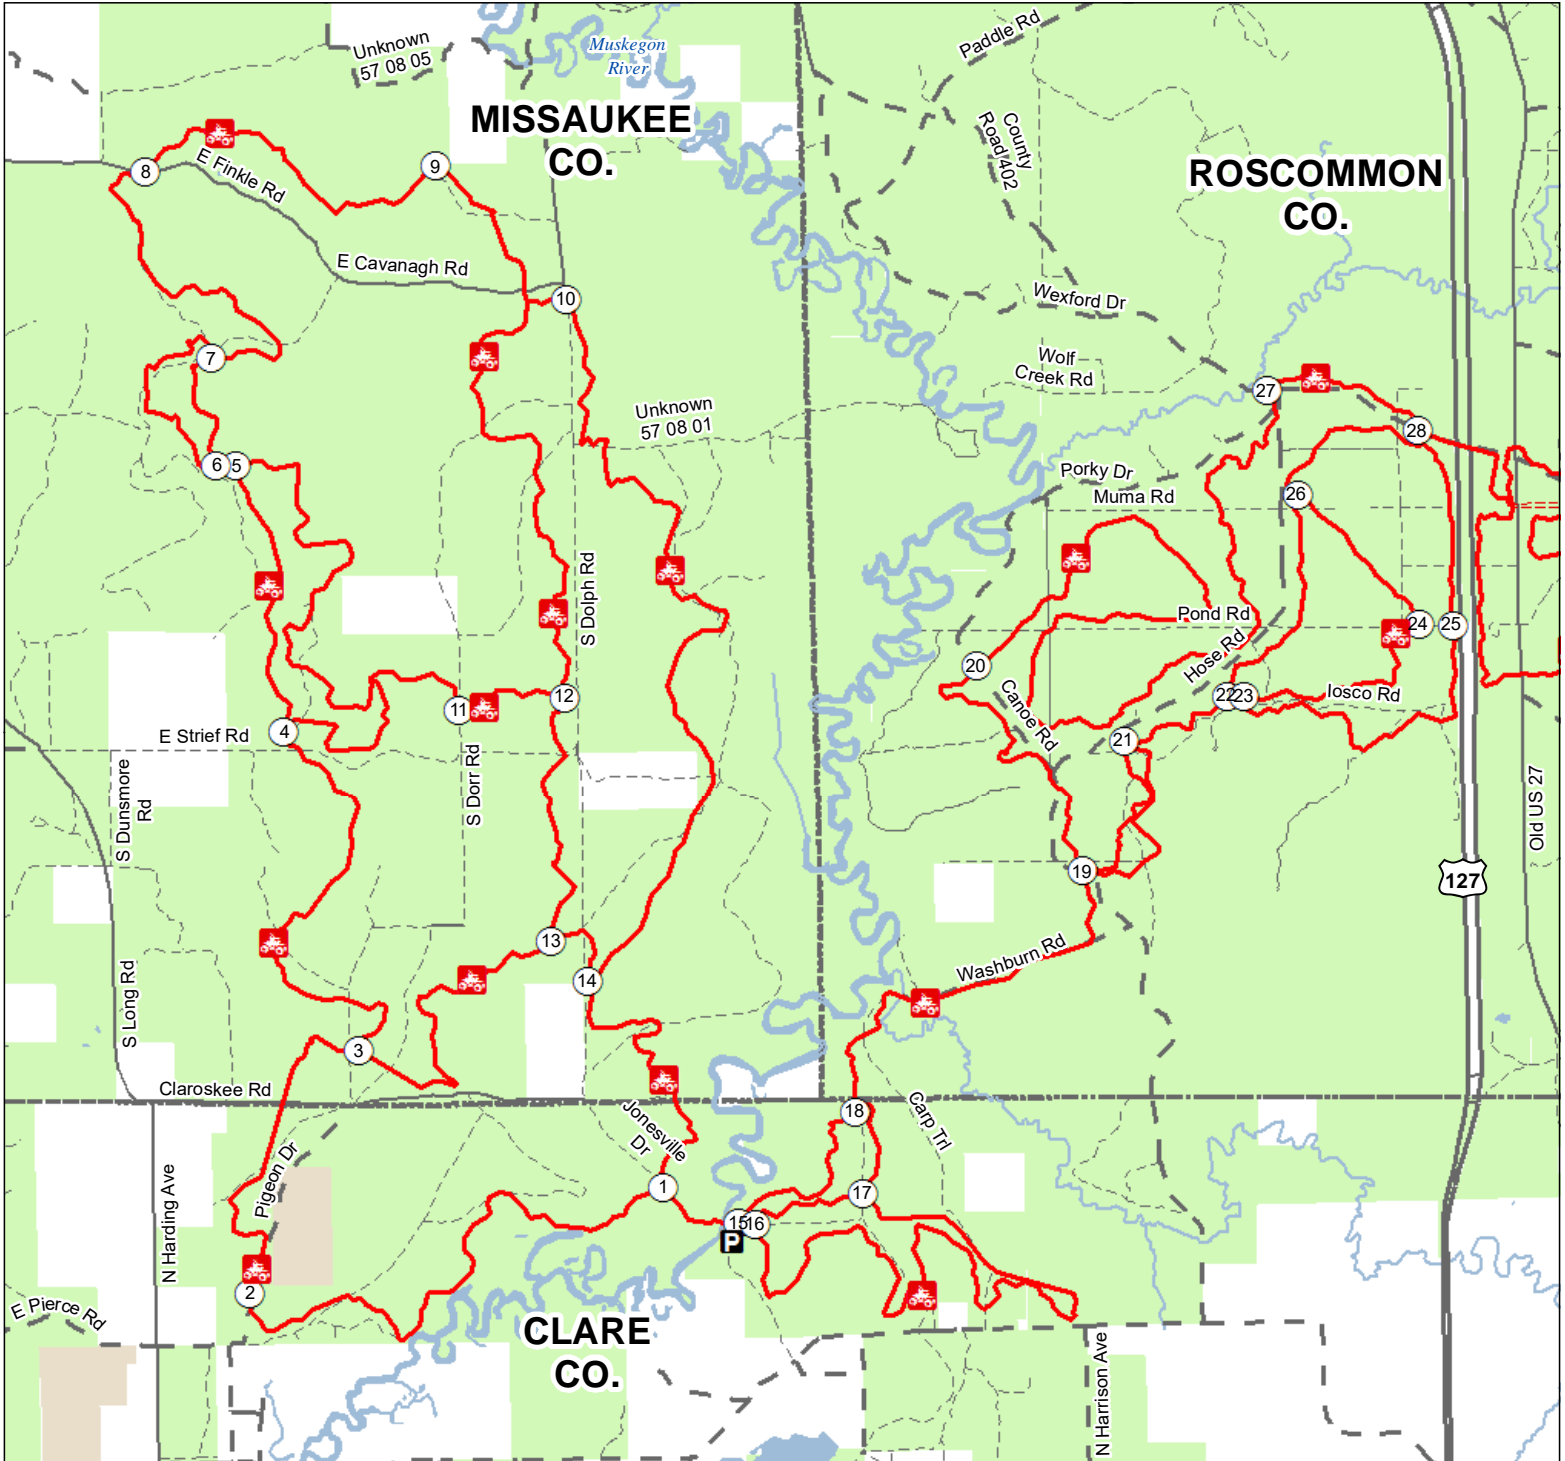 Unknown
57 08 05
Muskegon
River
Paddle Rd
MISSAUKEE
CO.
County
Road 402
ROSCOMMON
CO.
8
E Finkle Rd
9
E Cavanagh Rd
10
Wexford Dr
7
Wolf
Creek Rd
27
Unknown
57 08 01
28
6
5
Porky Dr
Muma Rd
26
S Dolph Rd
Pond Rd
24
25
Hose Rd
20
11
12
22
23
Iosco Rd
Canoe Rd
4
E Strief Rd
21
S Dunsmore
Rd
S Dorr Rd
Old US 27
19
127
13
Washburn Rd
14
S Long Rd
3
Claroskee Rd
Jonesville
Dr
18
Carp Trl
N Harding Ave
Pigeon Dr
1
17
15
16
P
2
E Pierce Rd
CLARE
CO.
N Harrison Ave